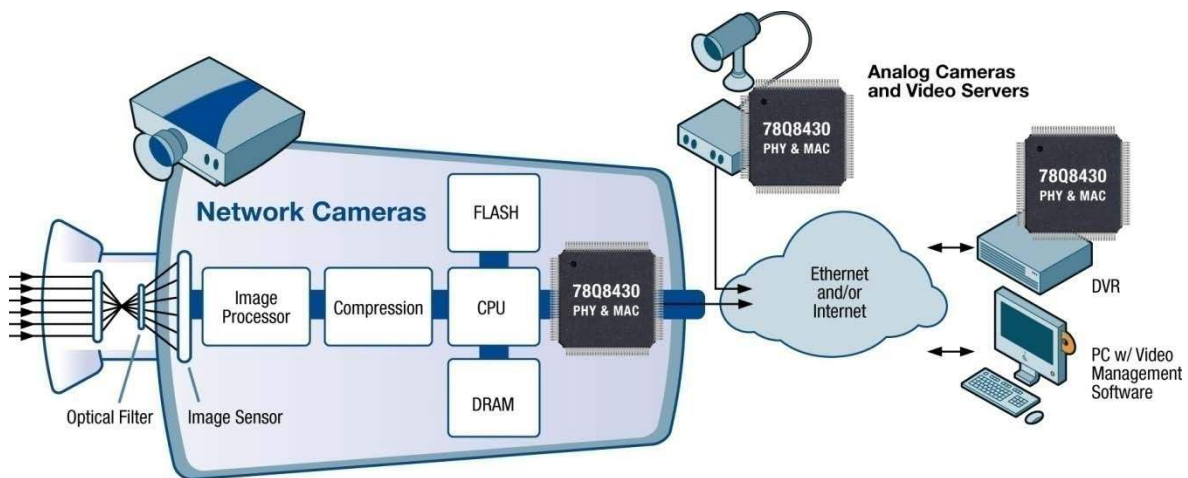 Analog Cameras
and Video Servers
78Q8430
PHY & MAC
78Q8430
PHY & MAC
Network Cameras
FLASH
Image
Processor
Compression
CPU
78Q8430
PHY & MAC
Ethernet
and/or
Internet
DVR
DRAM
PC w/ Video
Management
Software
Optical Filter
Image Sensor